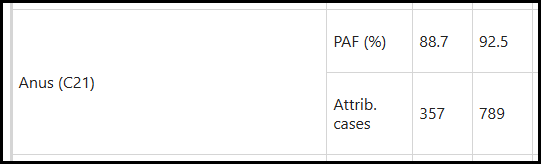 PAF (%) 88.7 92.5
Anus (C21)
Attrib.
cases 357 789